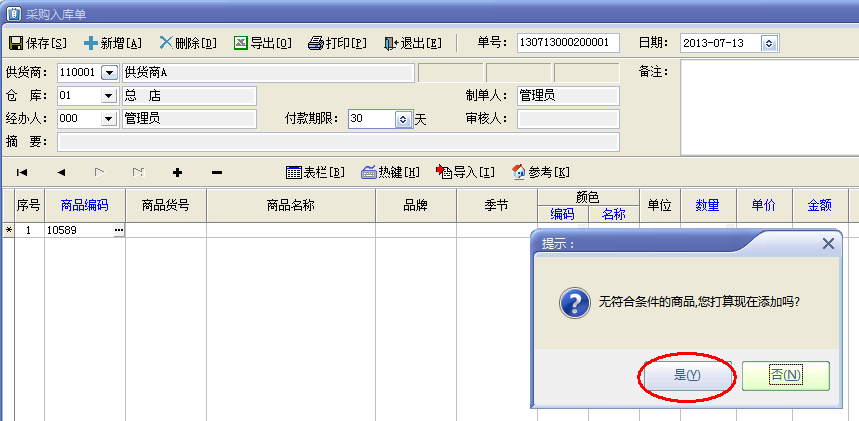 采购入库单
保存[S] 新增[A] 删除[D] 导出[O] 打印[P] 退出[E] 单号: 130713000200001 日期: 2013-07-13
供货商: 110001 供货商A 备注:
仓 库: 01 总 店 制单人: 管理员
经办人: 000 管理员 付款期限: 30 天 审核人:
摘 要:
表栏[B] 热键[H] 导入[I] 参考[K]
序号 商品编码 商品货号 商品名称 品牌 季节 颜色 单位 数量 单价 金额
编码 名称
* 1 10589 ...
提示:
无符合条件的商品,您打算现在添加吗?
是(Y) 否(N)